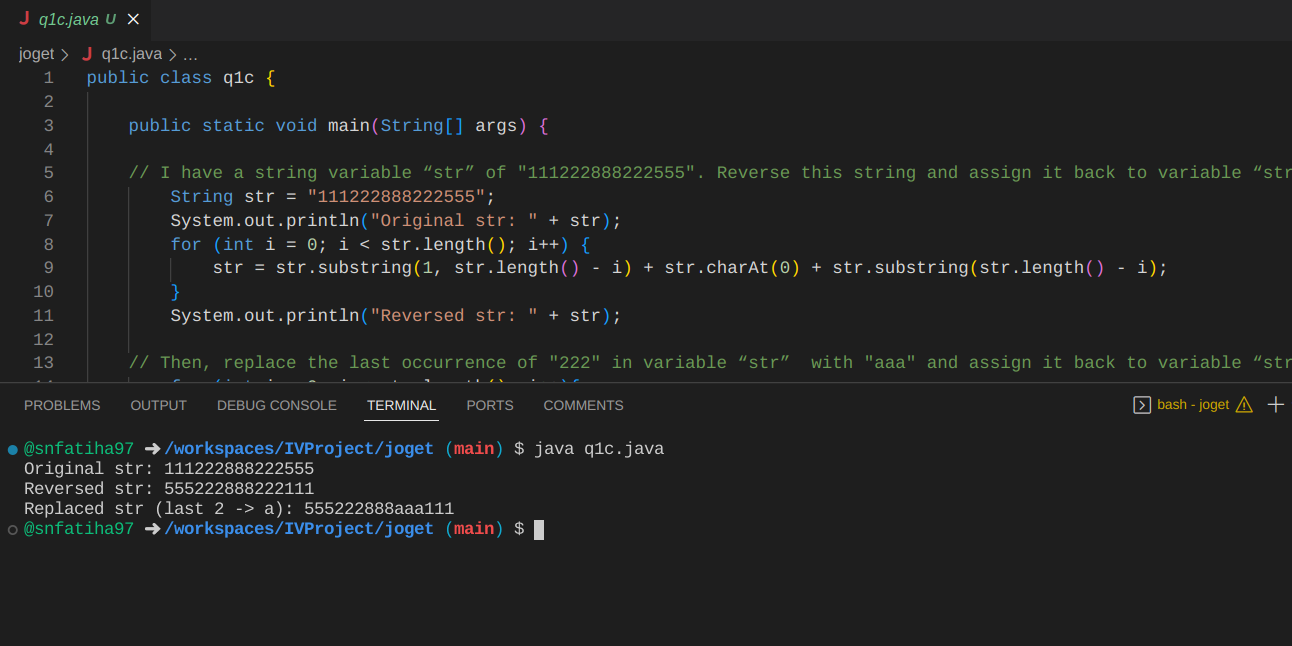 J q1c.java U ×
joget > J q1c.java > ...
1 public class q1c {
2
3 public static void main(String[] args) {
4
5 // I have a string variable “str” of "111222888222555". Reverse this string and assign it back to variable “str
6 String str = "111222888222555";
7 System.out.println("Original str: " + str);
8 for (int i = 0; i < str.length(); i++) {
9 str = str.substring(1, str.length() - i) + str.charAt(0) + str.substring(str.length() - i);
10 }
11 System.out.println("Reversed str: " + str);
12
13 // Then, replace the last occurrence of "222" in variable “str”  with "aaa" and assign it back to variable “str
PROBLEMS OUTPUT DEBUG CONSOLE TERMINAL PORTS COMMENTS bash - joget
@snfatiha97 ➜ /workspaces/IVProject/joget (main) $ java q1c.java
Original str: 111222888222555
Reversed str: 555222888222111
Replaced str (last 2 -> a): 555222888aaa111
@snfatiha97 ➜ /workspaces/IVProject/joget (main) $